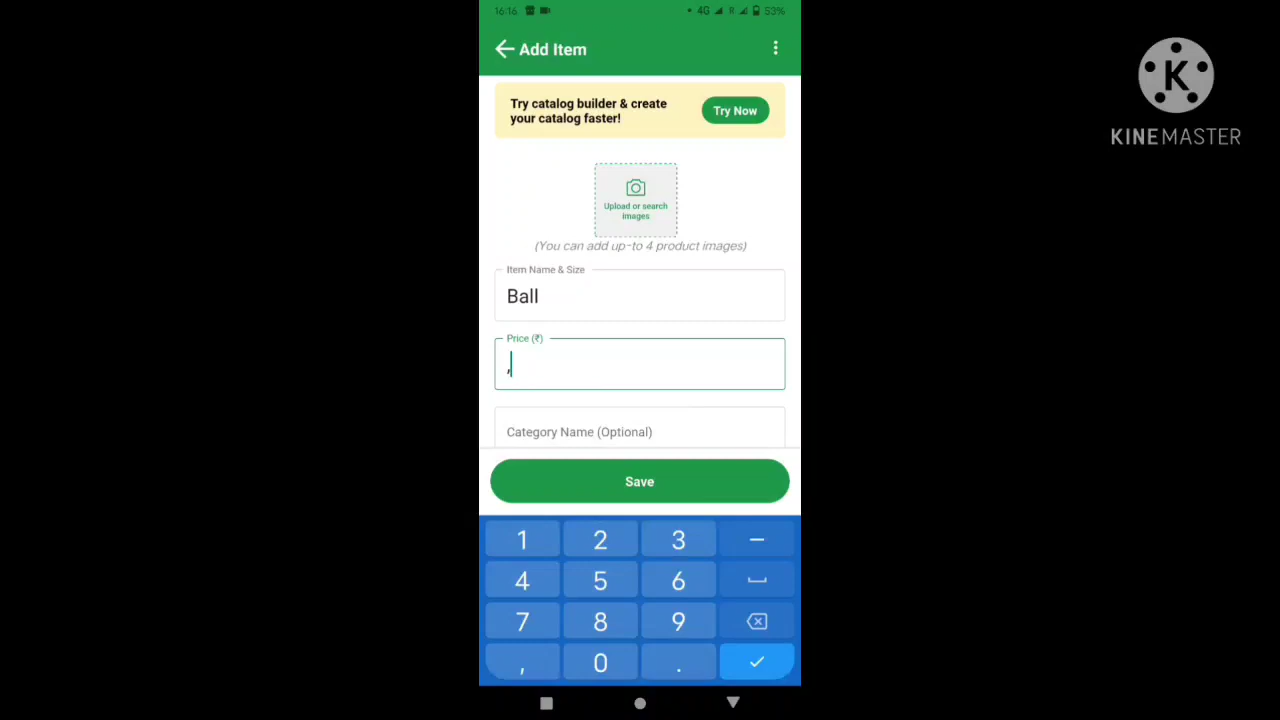 16:16 4G R 53%
Add Item
Try catalog builder & create
your catalog faster!
Try Now
Upload or search
images
(You can add up-to 4 product images)
Item Name & Size
Ball
Price (₹)
,
Category Name (Optional)
Save
1 2 3 –
4 5 6
7 8 9
, 0 .
K
KINEMASTER